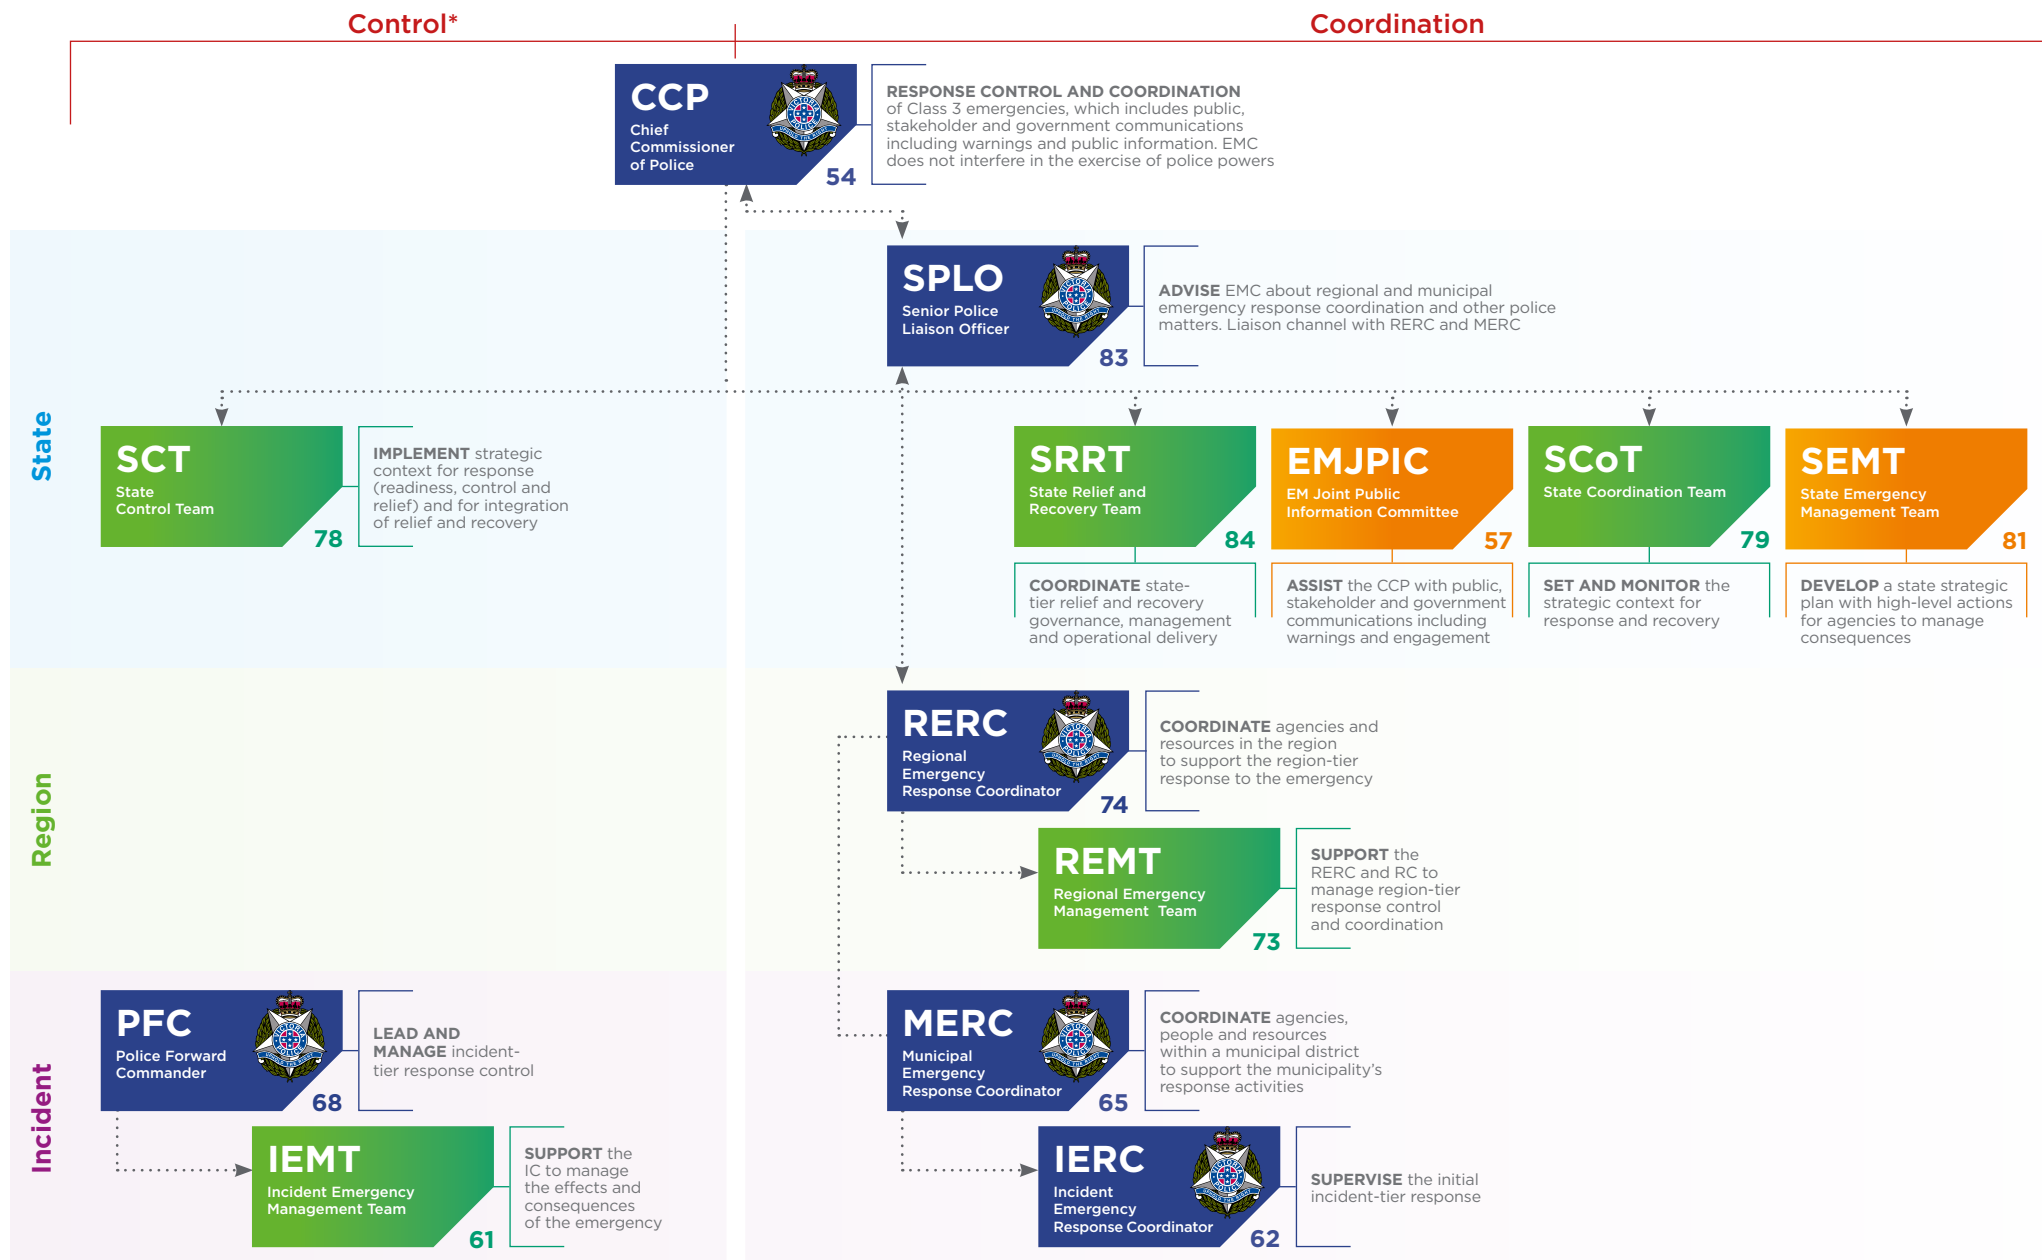 Control*
Coordination
CCP
Chief
Commissioner
of Police
54
RESPONSE CONTROL AND COORDINATION
of Class 3 emergencies, which includes public,
stakeholder and government communications
including warnings and public information. EMC
does not interfere in the exercise of police powers
State
SPLO
Senior Police
Liaison Officer
83
ADVISE EMC about regional and municipal
emergency response coordination and other police
matters. Liaison channel with RERC and MERC
SCT
State
Control Team
78
IMPLEMENT strategic
context for response
(readiness, control and
relief) and for integration
of relief and recovery
SRRT
State Relief and
Recovery Team
84
COORDINATE state-
tier relief and recovery
governance, management
and operational delivery
EMJPIC
EM Joint Public
Information Committee
57
ASSIST the CCP with public,
stakeholder and government
communications including
warnings and engagement
SCoT
State Coordination Team
79
SET AND MONITOR the
strategic context for
response and recovery
SEMT
State Emergency
Management Team
81
DEVELOP a state strategic
plan with high-level actions
for agencies to manage
consequences
Region
RERC
Regional
Emergency
Response Coordinator
74
COORDINATE agencies and
resources in the region
to support the region-tier
response to the emergency
REMT
Regional Emergency
Management Team
73
SUPPORT the
RERC and RC to
manage region-tier
response control
and coordination
Incident
PFC
Police Forward
Commander
68
LEAD AND
MANAGE incident-
tier response control
IEMT
Incident Emergency
Management Team
61
SUPPORT the
IC to manage
the effects and
consequences
of the emergency
MERC
Municipal
Emergency
Response Coordinator
65
COORDINATE agencies,
people and resources
within a municipal district
to support the municipality's
response activities
IERC
Incident
Emergency
Response Coordinator
62
SUPERVISE the initial
incident-tier response
VICTORIA
POLICE
UPHOLD THE RIGHT